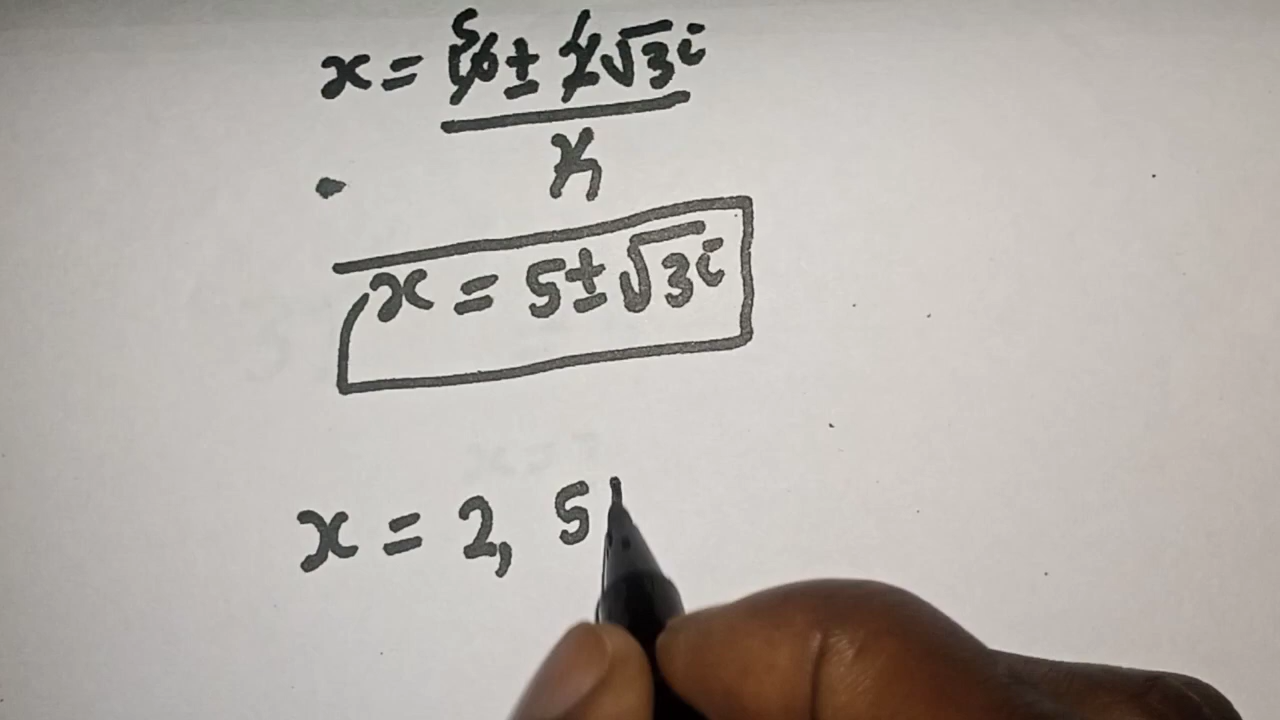 x = 10 ± 2√3i / 2
x = 5 ± √3i
x = 2, 5